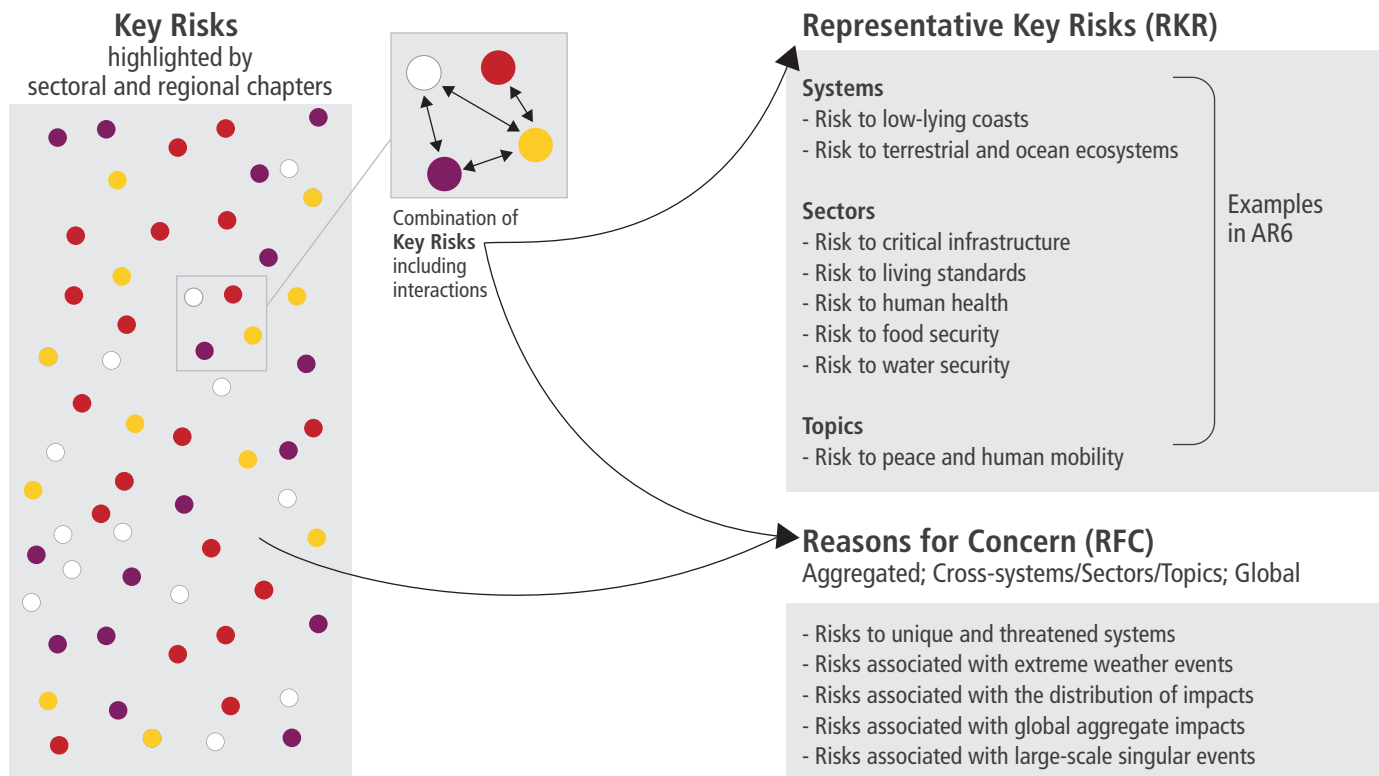 Key Risks
highlighted by
sectoral and regional chapters
Combination of
Key Risks
including
interactions
Representative Key Risks (RKR)
Systems
- Risk to low-lying coasts
- Risk to terrestrial and ocean ecosystems
Sectors
- Risk to critical infrastructure
- Risk to living standards
- Risk to human health
- Risk to food security
- Risk to water security
Topics
- Risk to peace and human mobility
Examples
in AR6
Reasons for Concern (RFC)
Aggregated; Cross-systems/Sectors/Topics; Global
- Risks to unique and threatened systems
- Risks associated with extreme weather events
- Risks associated with the distribution of impacts
- Risks associated with global aggregate impacts
- Risks associated with large-scale singular events